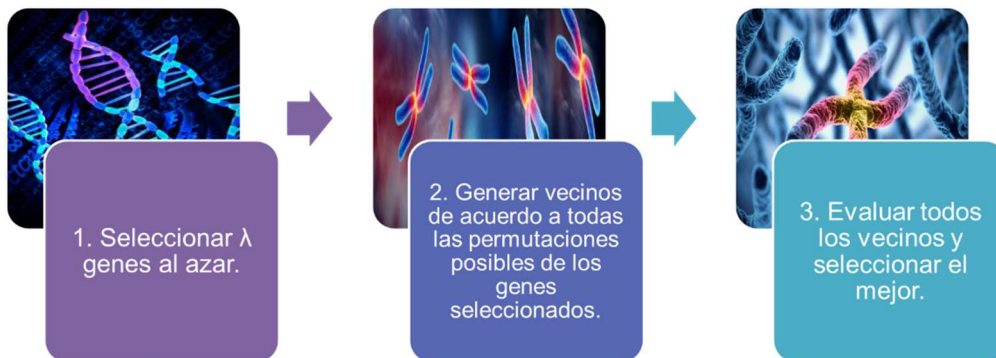 1. Seleccionar λ
genes al azar.
2. Generar vecinos
de acuerdo a todas
las permutaciones
posibles de los
genes
seleccionados.
3. Evaluar todos
los vecinos y
seleccionar el
mejor.